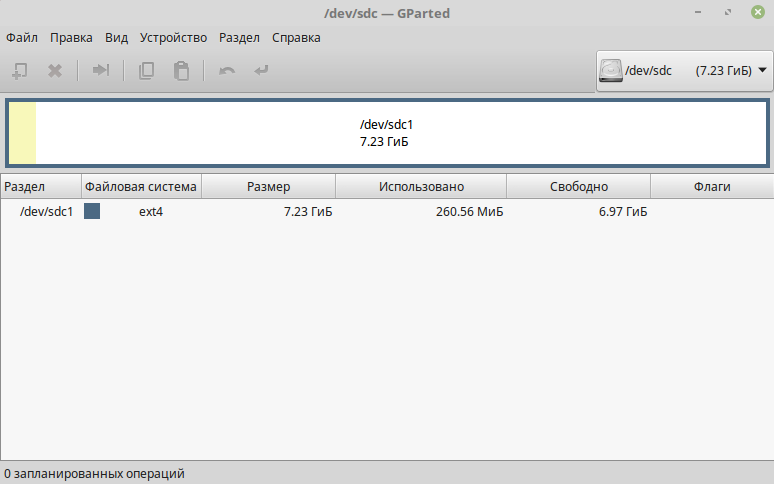 /dev/sdc — GParted
Файл Правка Вид Устройство Раздел Справка
/dev/sdc (7.23 ГиБ)
/dev/sdc1
7.23 ГиБ
Раздел Файловая система Размер Использовано Свободно Флаги
/dev/sdc1 ext4 7.23 ГиБ 260.56 МиБ 6.97 ГиБ
0 запланированных операций